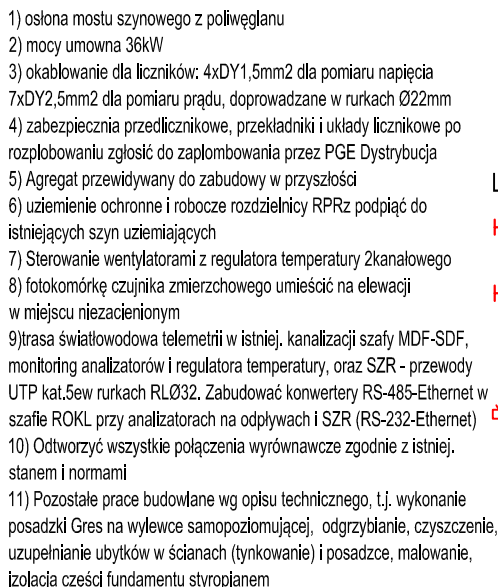 1) osłona mostu szynowego z poliwęglanu
2) mocy umowna 36kW
3) okablowanie dla liczników: 4xDY1,5mm2 dla pomiaru napięcia
7xDY2,5mm2 dla pomiaru prądu, doprowadzane w rurkach Ø22mm
4) zabezpiecznia przedlicznikowe, przekładniki i układy licznikowe po
rozplobowaniu zgłosić do zaplombowania przez PGE Dystrybucja
5) Agregat przewidywany do zabudowy w przyszłości
6) uziemienie ochronne i robocze rozdzielnicy RPRz podpiąć do
istniejących szyn uziemiających
7) Sterowanie wentylatorami z regulatora temperatury 2kanałowego
8) fotokomórkę czujnika zmierzchowego umieścić na elewacji
w miejscu niezacienionym
9)trasa światłowodowa telemetrii w istniej. kanalizacji szafy MDF-SDF,
monitoring analizatorów i regulatora temperatury, oraz SZR - przewody
UTP kat.5ew rurkach RLØ32. Zabudować konwertery RS-485-Ethernet w
szafie ROKL przy analizatorach na odpływach i SZR (RS-232-Ethernet)
10) Odtworzyć wszystkie połączenia wyrównawcze zgodnie z istniej.
stanem i normami
11) Pozostałe prace budowlane wg opisu technicznego, t.j. wykonanie
posadzki Gres na wylewce samopoziomującej, odgrzybianie, czyszczenie,
uzupełnianie ubytków w ścianach (tynkowanie) i posadzce, malowanie,
izolacja części fundamentu styropianem